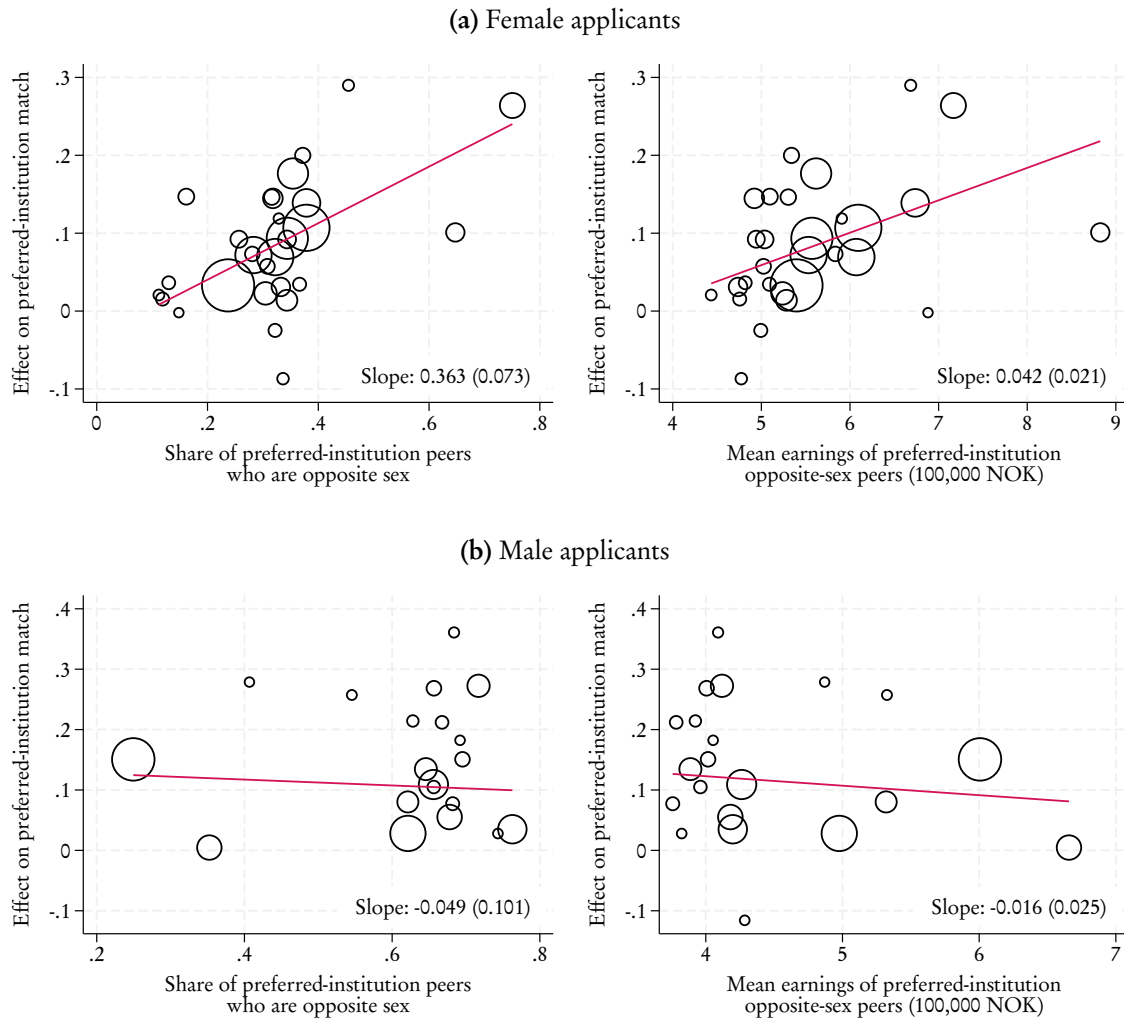 (a) Female applicants
Effect on preferred-institution match
.3
.2
.1
0
-.1
0 .2 .4 .6 .8
Slope: 0.363 (0.073)
Share of preferred-institution peers
who are opposite sex
Effect on preferred-institution match
.3
.2
.1
0
-.1
4 5 6 7 8 9
Slope: 0.042 (0.021)
Mean earnings of preferred-institution
opposite-sex peers (100,000 NOK)
(b) Male applicants
Effect on preferred-institution match
.4
.3
.2
.1
0
-.1
.2 .4 .6 .8
Slope: -0.049 (0.101)
Share of preferred-institution peers
who are opposite sex
Effect on preferred-institution match
.4
.3
.2
.1
0
-.1
4 5 6 7
Slope: -0.016 (0.025)
Mean earnings of preferred-institution
opposite-sex peers (100,000 NOK)